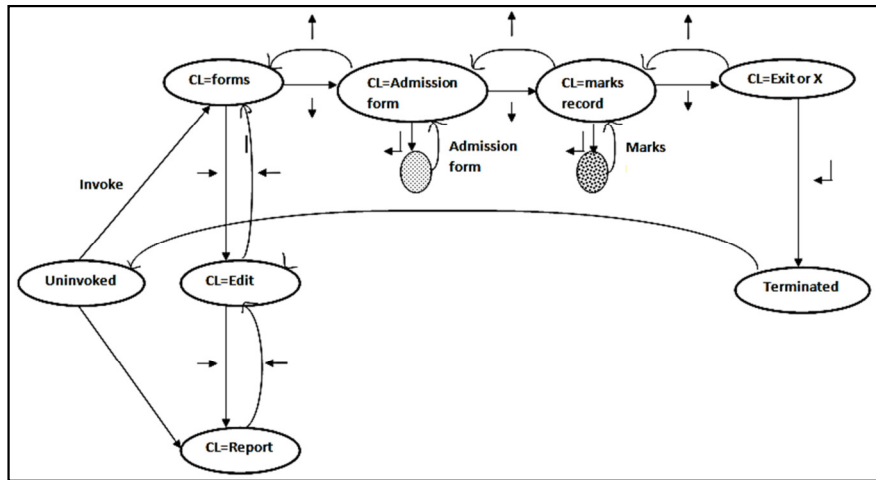 CL=forms
CL=Admission
form
CL=marks
record
CL=Exit or X
Admission
form
Marks
Invoke
Uninvoked
CL=Edit
Terminated
CL=Report